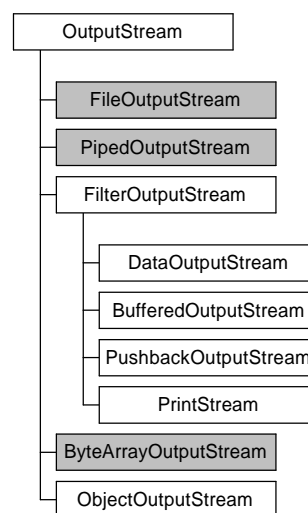 OutputStream
FileOutputStream
PipedOutputStream
FilterOutputStream
DataOutputStream
BufferedOutputStream
PushbackOutputStream
PrintStream
ByteArrayOutputStream
ObjectOutputStream